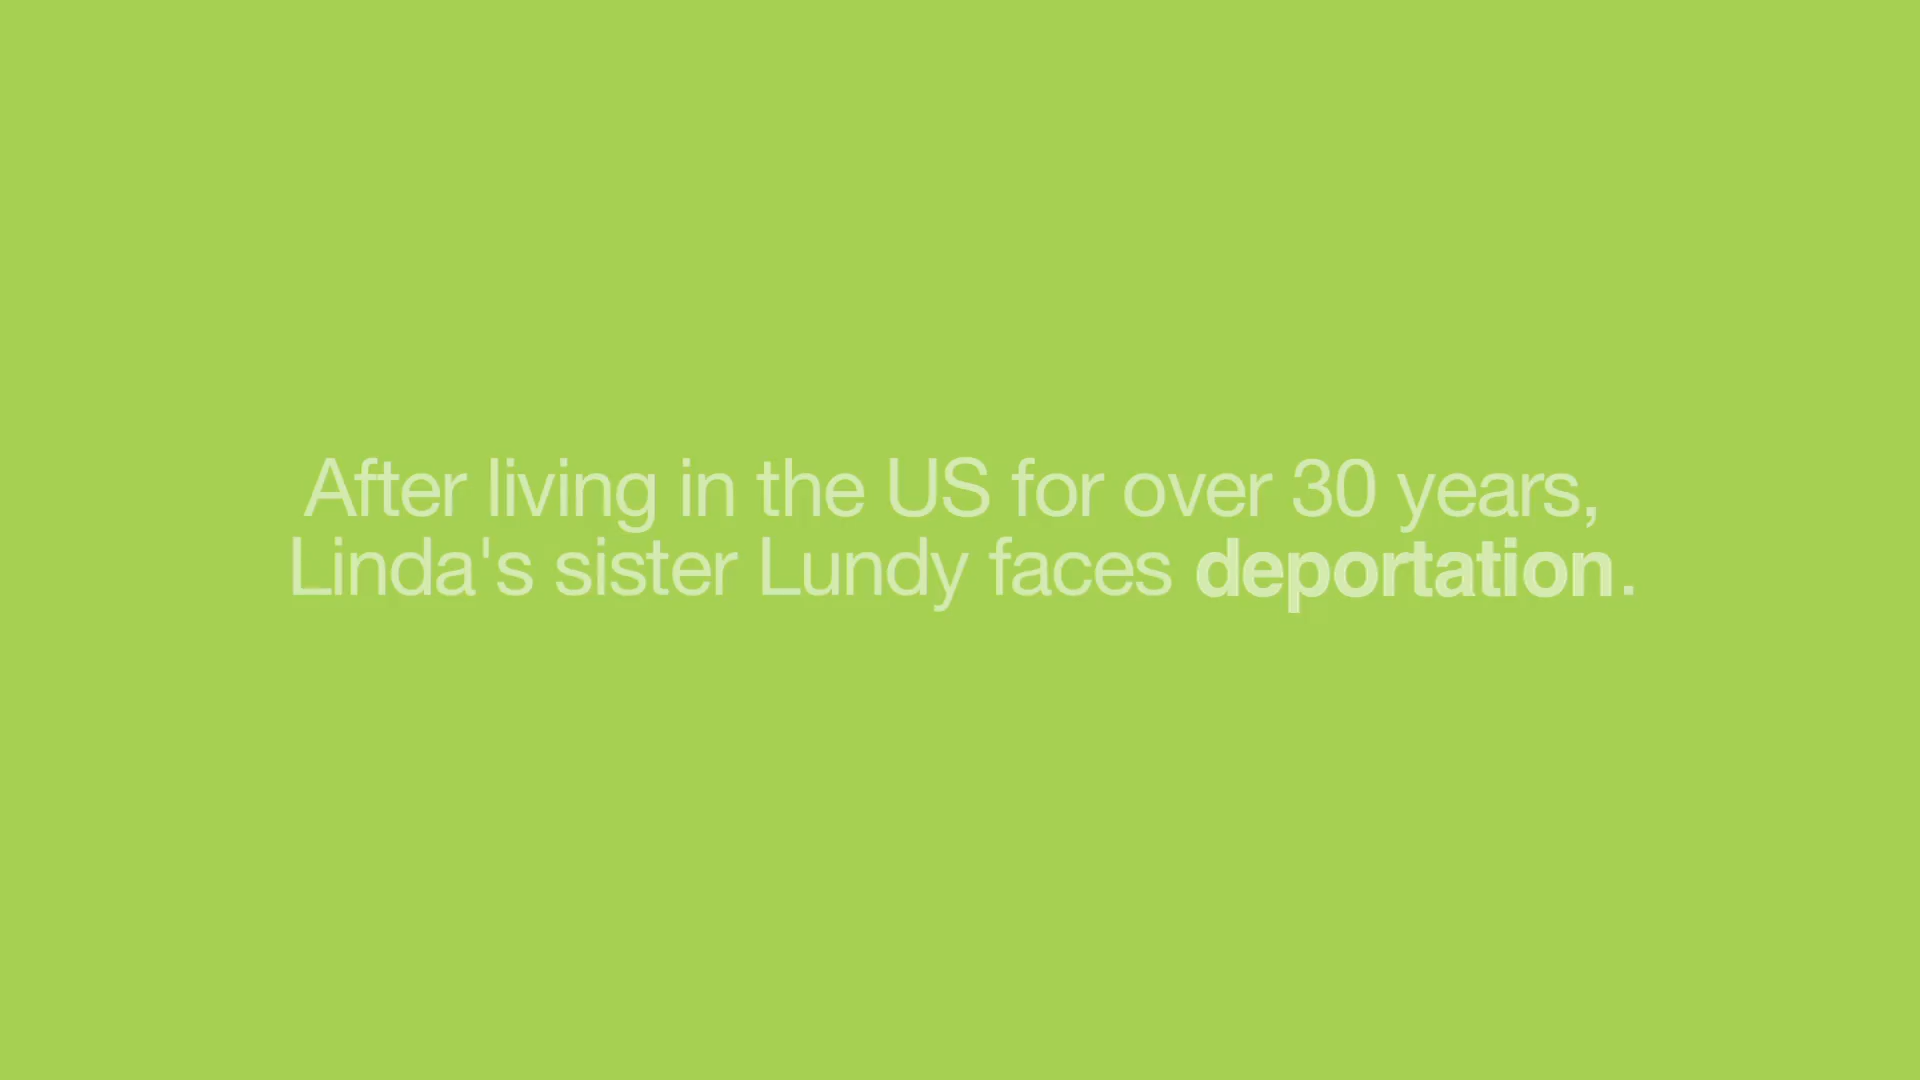 After living in the US for over 30 years,
Linda's sister Lundy faces deportation.